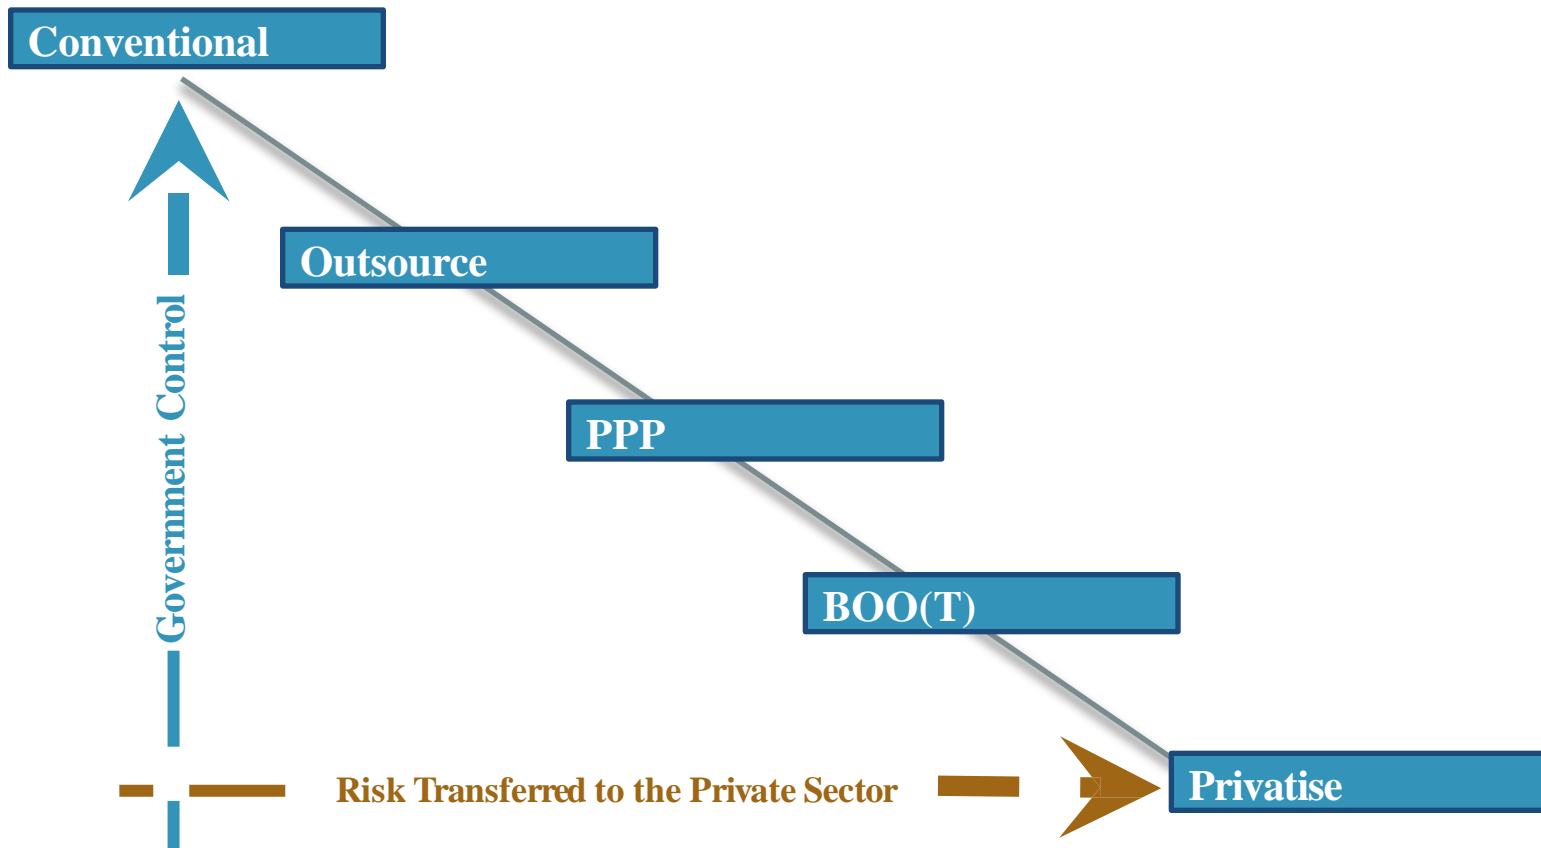 Conventional
Outsource
Government Control
PPP
BOO(T)
Risk Transferred to the Private Sector
Privatise